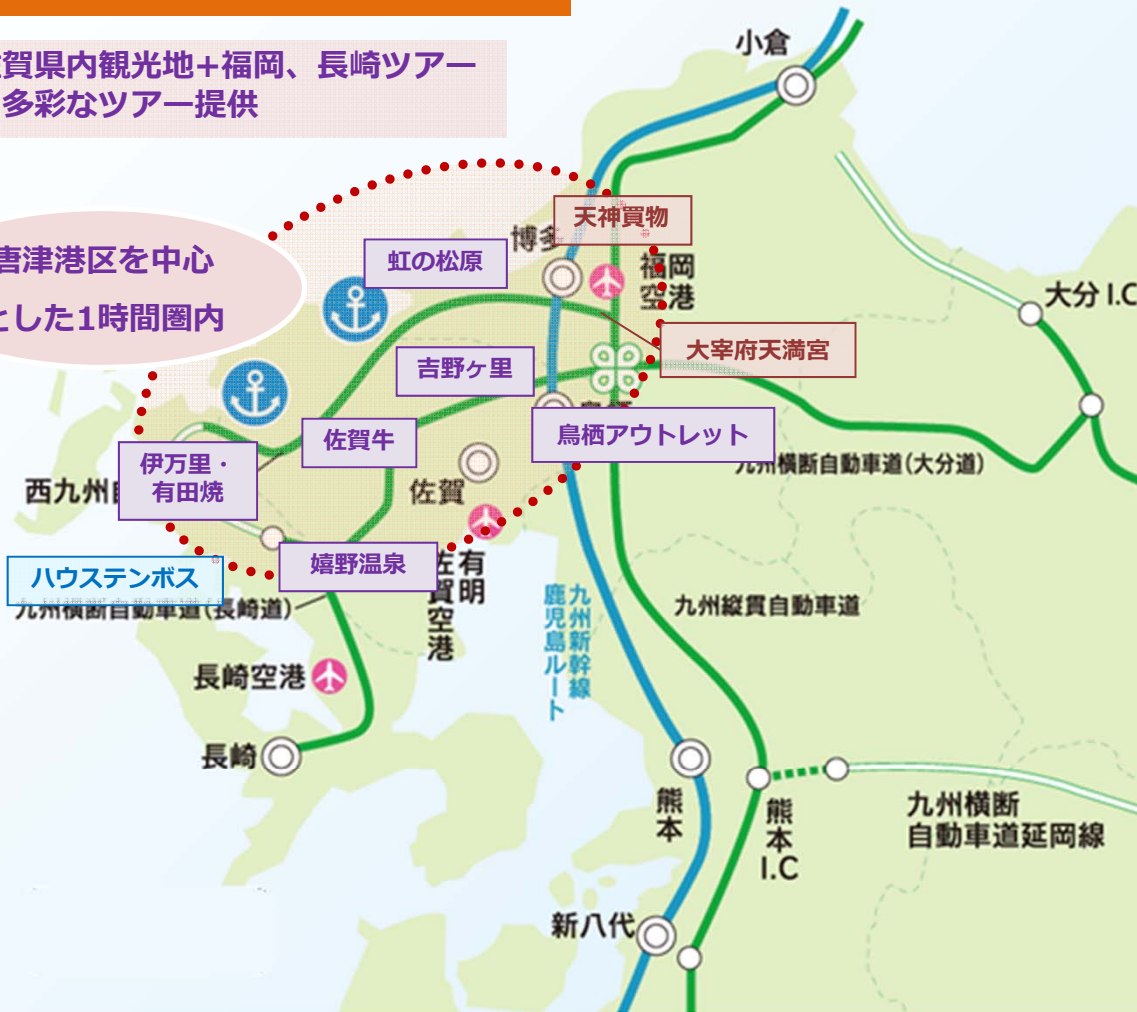 賀県内観光地+福岡、長崎ツアー
多彩なツアー提供
小倉
天神買物
博多
虹の松原
福岡
空港
唐津港区を中心
とした1時間圏内
大分 I.C
大宰府天満宮
吉野ヶ里
鳥栖アウトレット
佐賀牛
九州横断自動車道(大分道)
伊万里・
有田焼
西九州自
佐賀
嬉野温泉
ハウステンボス
有明
佐賀空港
九州横断自動車道(長崎道)
九州新幹線
鹿児島ルート
九州縦貫自動車道
長崎空港
長崎
熊本
熊本
I.C
九州横断
自動車道延岡線
新八代